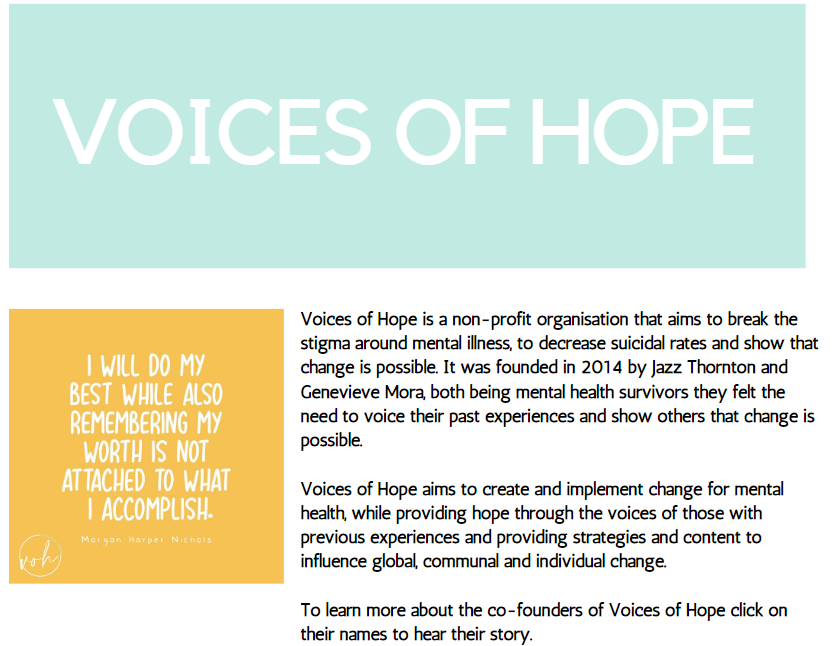 VOICES OF HOPE
I WILL DO MY
BEST WHILE ALSO
REMEMBERING MY
WORTH IS NOT
ATTACHED TO WHAT
I ACCOMPLISH.
Morgan Harper Nichols
voh
Voices of Hope is a non-profit organisation that aims to break the
stigma around mental illness, to decrease suicidal rates and show that
change is possible. It was founded in 2014 by Jazz Thornton and
Genevieve Mora, both being mental health survivors they felt the
need to voice their past experiences and show others that change is
possible.
Voices of Hope aims to create and implement change for mental
health, while providing hope through the voices of those with
previous experiences and providing strategies and content to
influence global, communal and individual change.
To learn more about the co-founders of Voices of Hope click on
their names to hear their story.